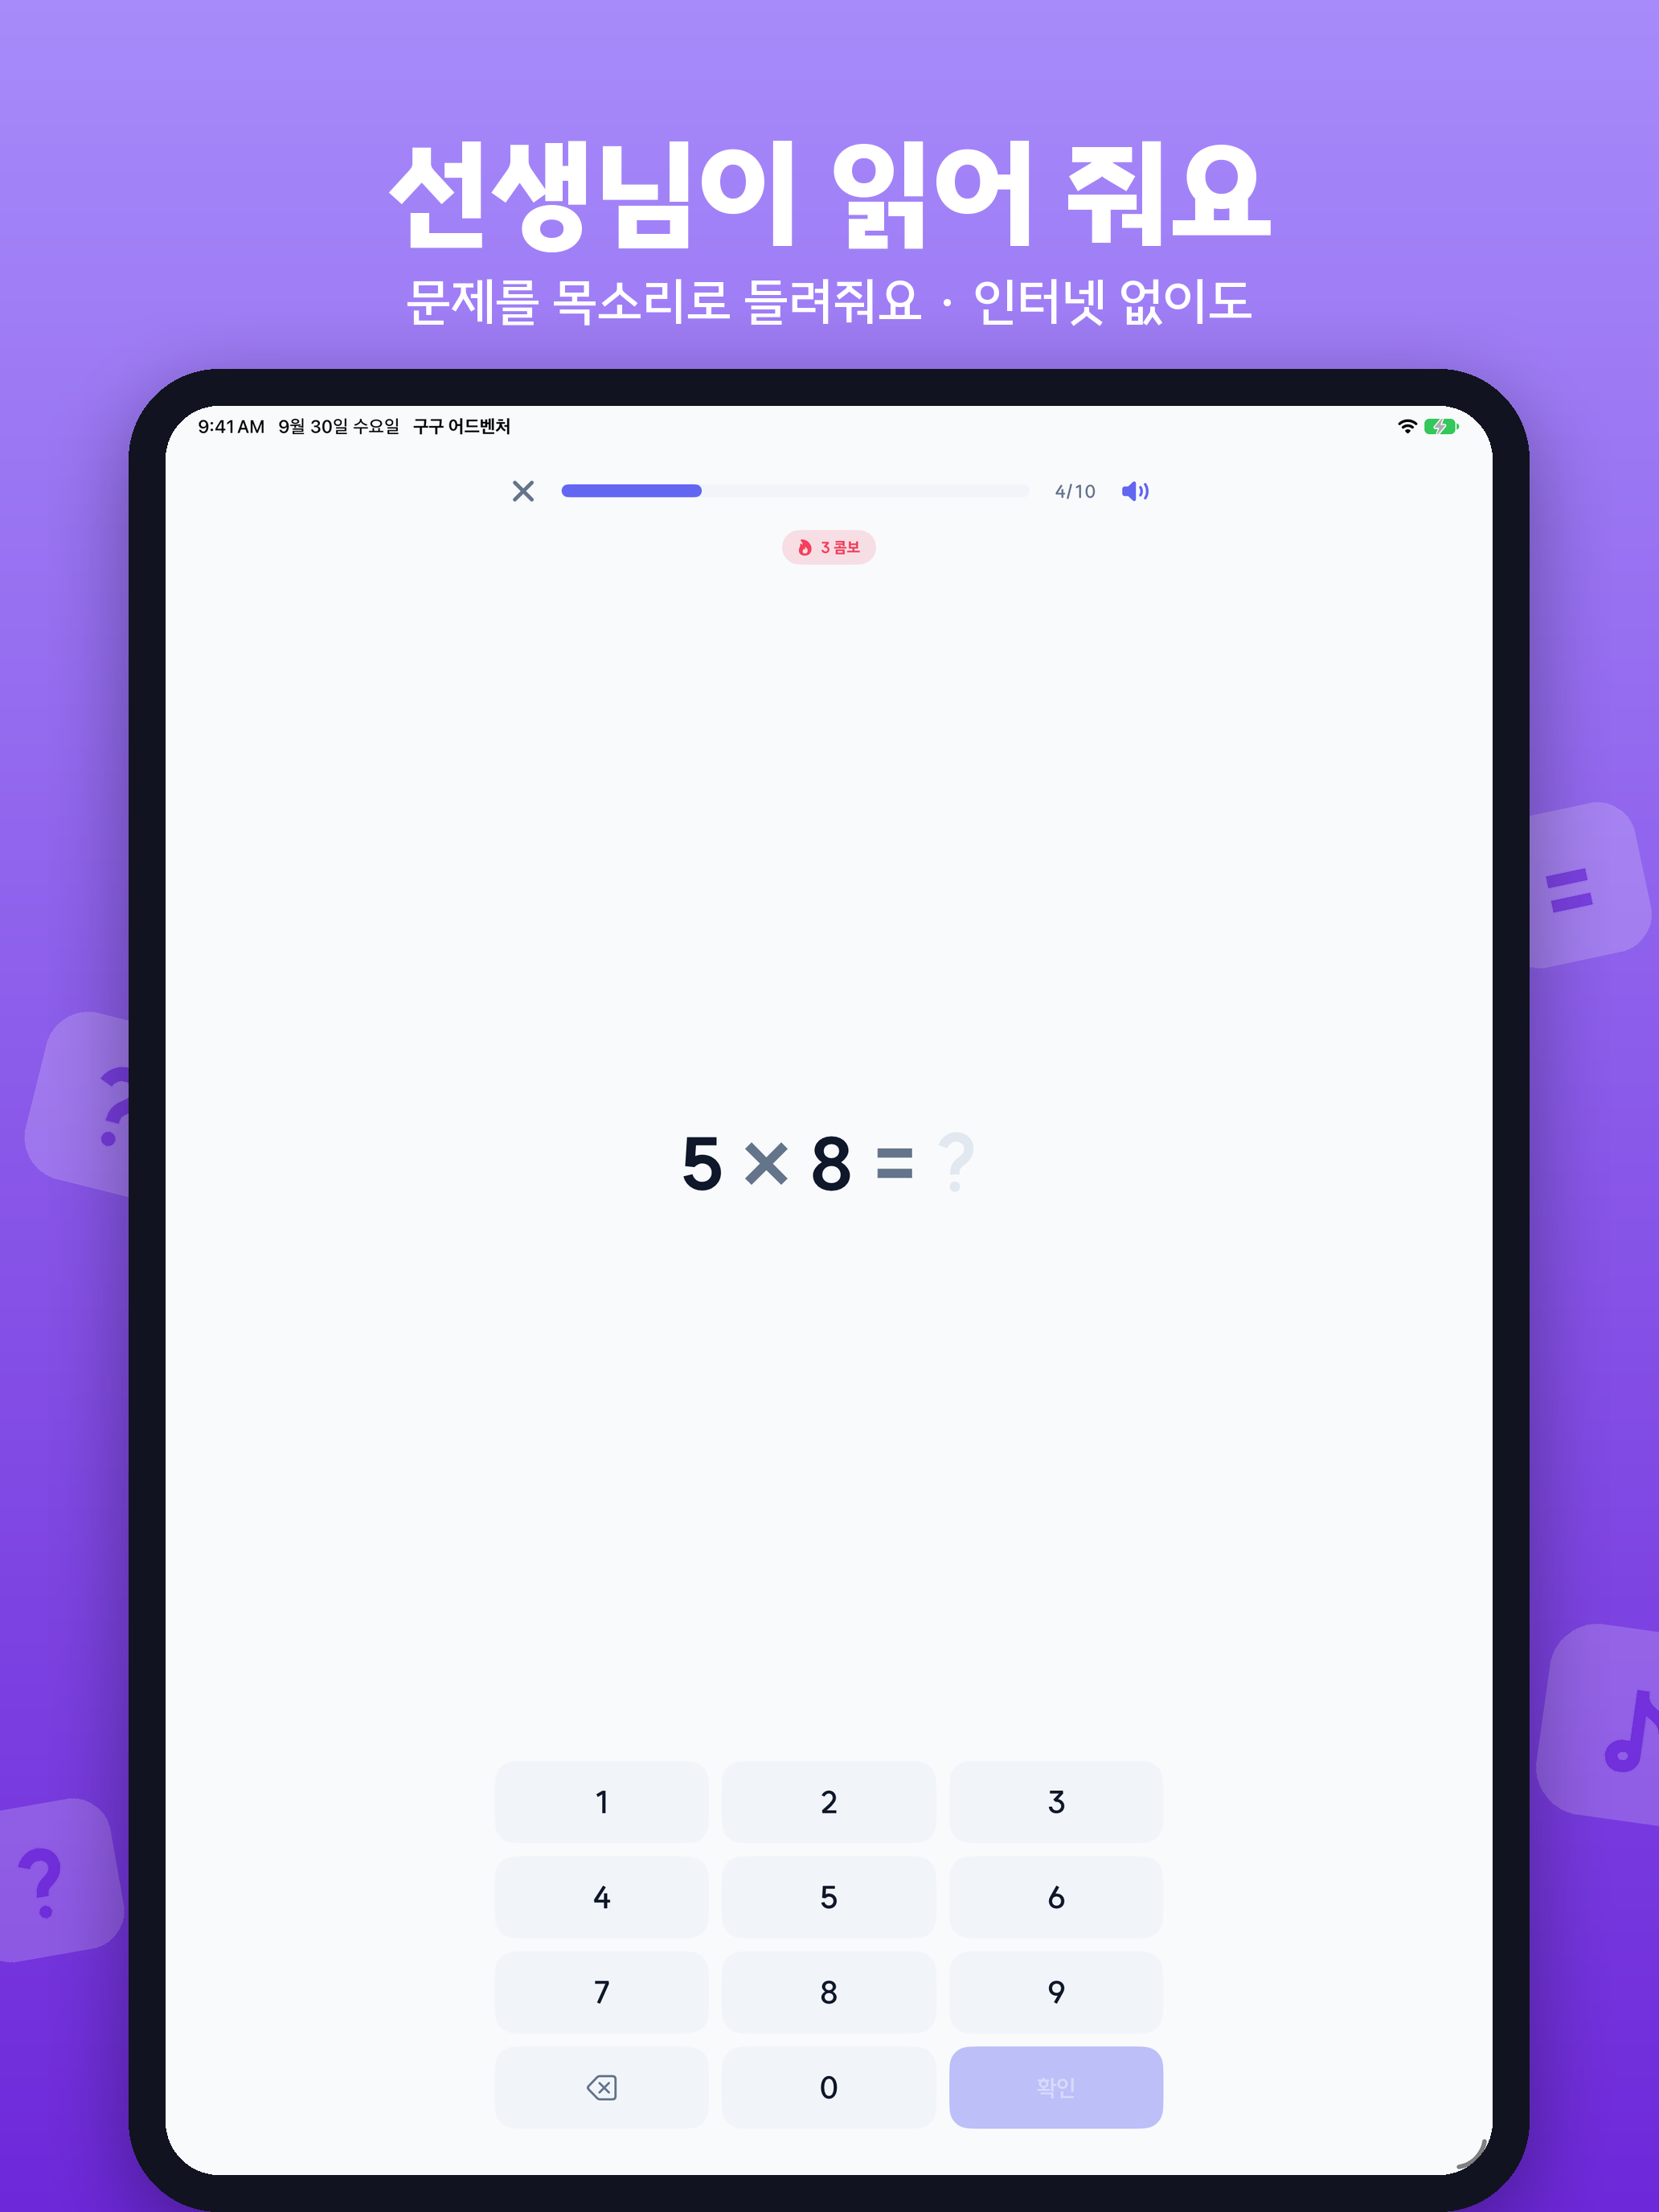 선생님이 읽어 줘요
문제를 목소리로 들려줘요 · 인터넷 없이도
9:41 AM 9월 30일 수요일 구구 어드벤처
4/10
3 콤보
=
?
5 × 8 = ?
1 2 3
4 5 6
?
7 8 9
0 확인